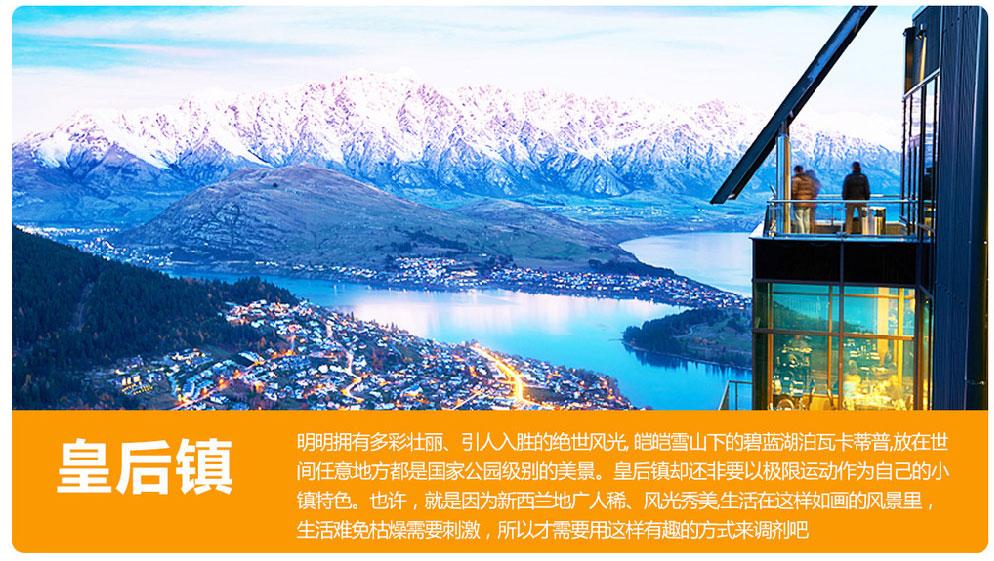 皇后镇
明明拥有多彩壮丽、引人入胜的绝世风光, 皑皑雪山下的碧蓝湖泊瓦卡蒂普,放在世
间任意地方都是国家公园级别的美景。皇后镇却还非要以极限运动作为自己的小
镇特色。也许，就是因为新西兰地广人稀、风光秀美,生活在这样如画的风景里，
生活难免枯燥需要刺激，所以才需要用这样有趣的方式来调剂吧